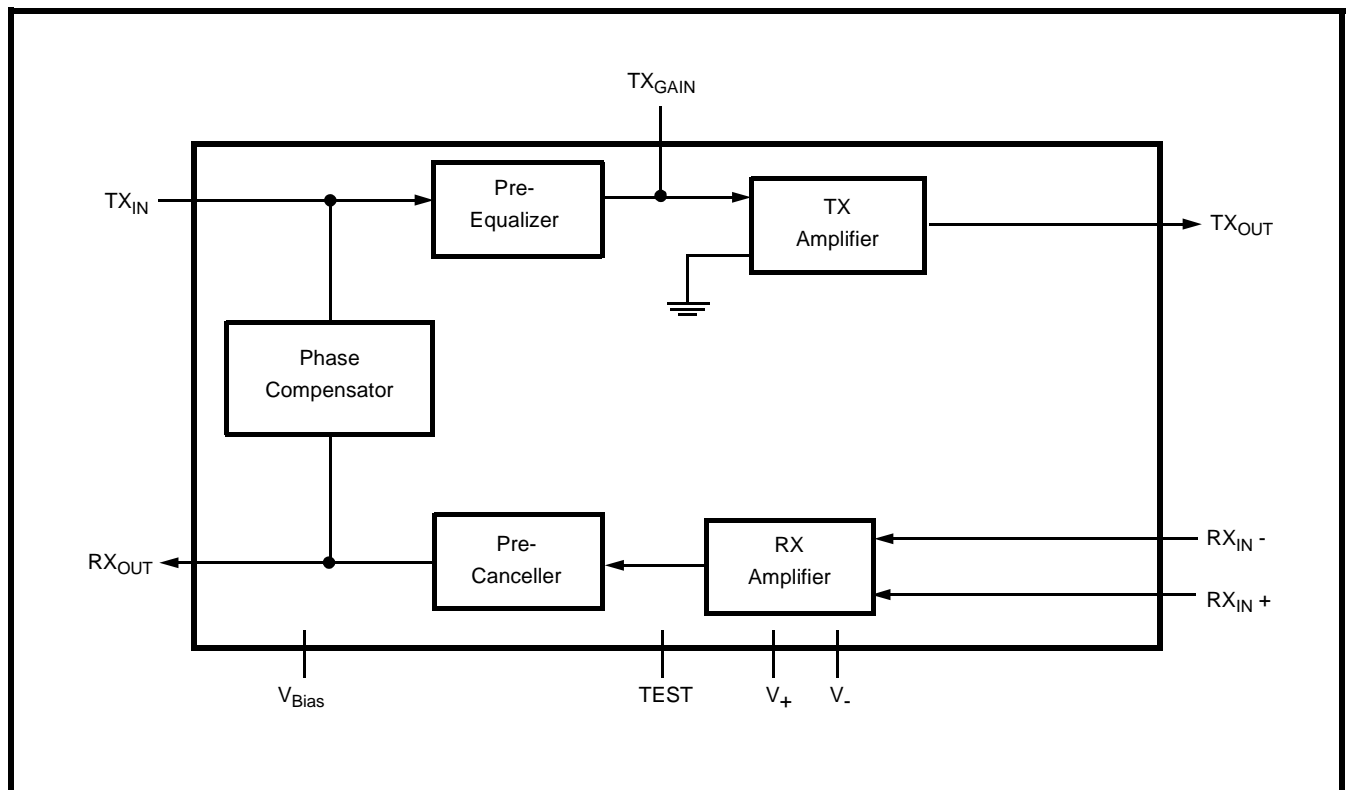 TXGAIN
TXIN
Pre-
Equalizer
TX
Amplifier
TXOUT
Phase
Compensator
RXOUT
Pre-
Canceller
RX
Amplifier
RXIN -
RXIN +
VBias
TEST
V+
V-